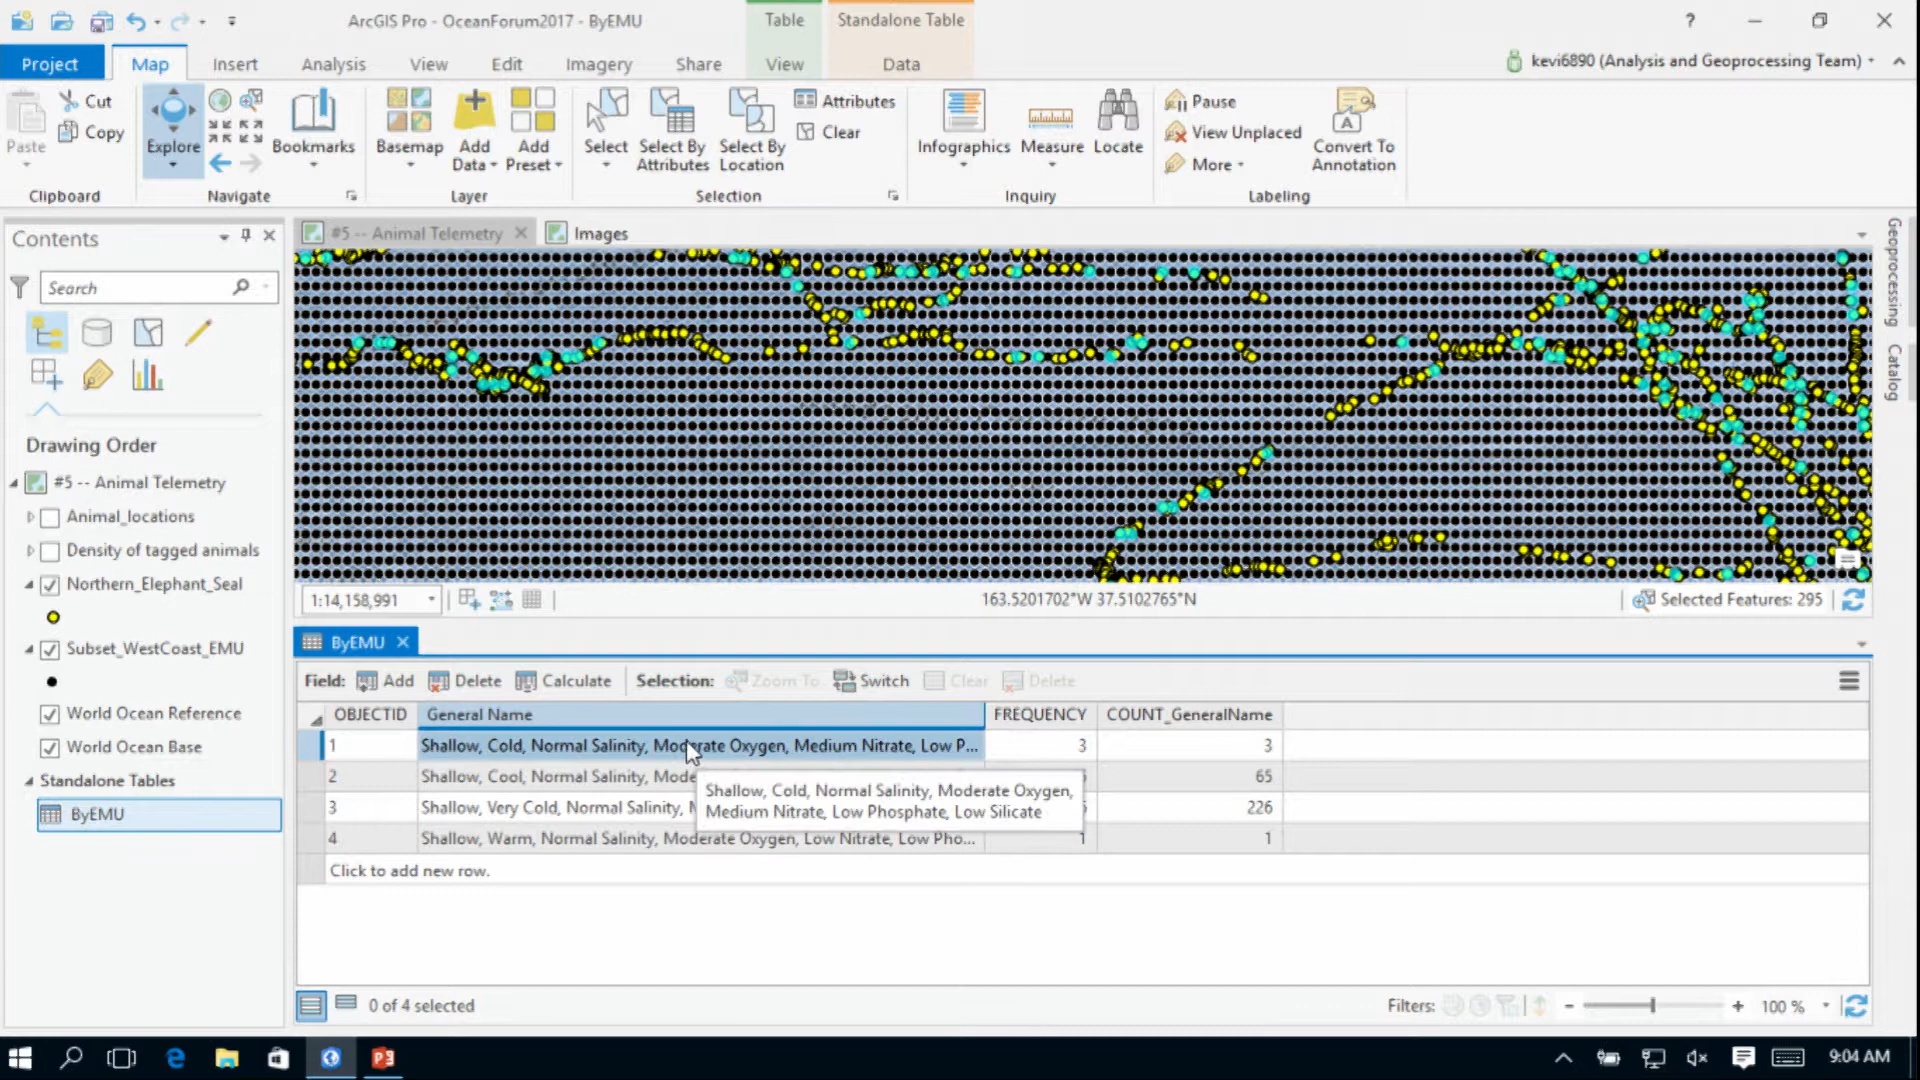 ArcGIS Pro - OceanForum2017 - ByEMU
Table
Standalone Table
?
Project
Map
Insert
Analysis
View
Edit
Imagery
Share
View
Data
kevi6890 (Analysis and Geoprocessing Team)
Paste
Cut
Copy
Clipboard
Explore
Bookmarks
Navigate
Basemap
Add Data
Add Preset
Layer
Select
Select By Attributes
Select By Location
Attributes
Clear
Selection
Infographics
Measure
Locate
Inquiry
Pause
View Unplaced
More
Convert To Annotation
Labeling
Contents
Search
Drawing Order
#5 -- Animal Telemetry
Animal_locations
Density of tagged animals
Northern_Elephant_Seal
Subset_WestCoast_EMU
World Ocean Reference
World Ocean Base
Standalone Tables
ByEMU
#5 -- Animal Telemetry
Images
Geoprocessing
Catalog
1:14,158,991
163.5201702°W 37.5102765°N
Selected Features: 295
ByEMU
Field: Add Delete Calculate Selection: Zoom To Switch Clear Delete
OBJECTID General Name FREQUENCY COUNT_GeneralName
1 Shallow, Cold, Normal Salinity, Moderate Oxygen, Medium Nitrate, Low P... 3 3
2 Shallow, Cool, Normal Salinity, Mode 65
Shallow, Cold, Normal Salinity, Moderate Oxygen,
Medium Nitrate, Low Phosphate, Low Silicate
3 Shallow, Very Cold, Normal Salinity, 226
4 Shallow, Warm, Normal Salinity, Moderate Oxygen, Low Nitrate, Low Pho... 1 1
Click to add new row.
0 of 4 selected
Filters:
100 %
9:04 AM